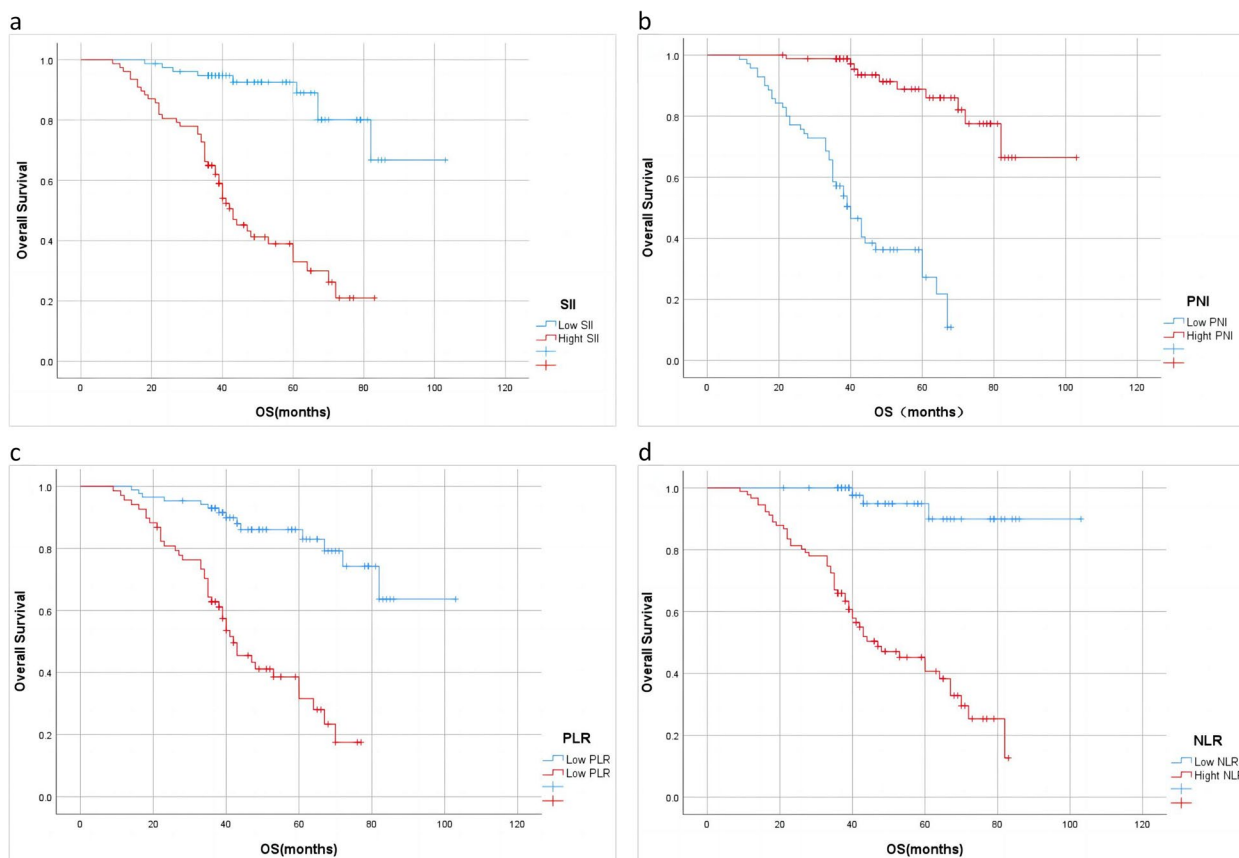 a
1.0
0.8
0.6
0.4
0.2
0.0
Overall Survival
0 20 40 60 80 100 120
OS(months)
SII
Low SII
Hight SII
b
1.0
0.8
0.6
0.4
0.2
0.0
Overall Survival
0 20 40 60 80 100 120
OS（months）
PNI
Low PNI
Hight PNI
c
1.0
0.8
0.6
0.4
0.2
0.0
Overall Survival
0 20 40 60 80 100 120
OS(months)
PLR
Low PLR
Low PLR
d
1.0
0.8
0.6
0.4
0.2
0.0
Overall Survival
0 20 40 60 80 100 120
OS(months)
NLR
Low NLR
Hight NLR